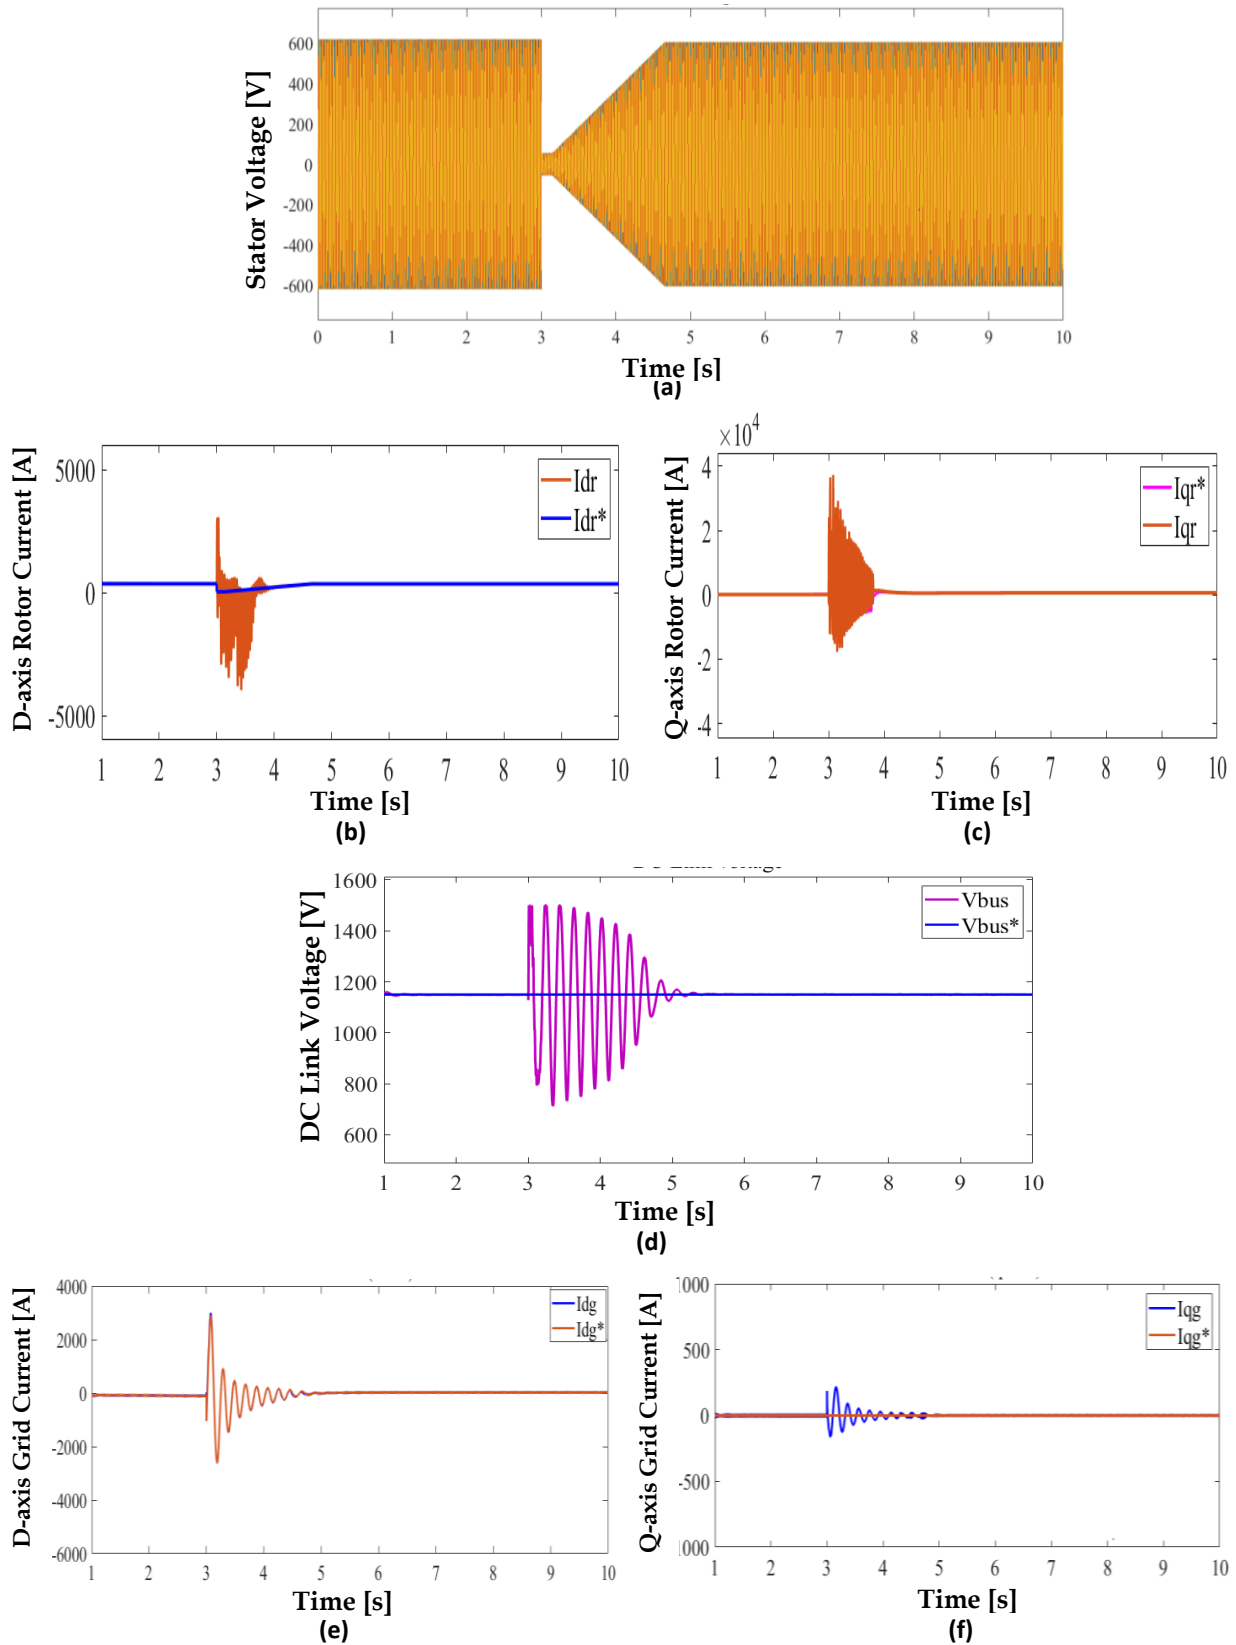 Stator Voltage [V]
600
400
200
0
-200
-400
-600
0 1 2 3 4 5 6 7 8 9 10
Time [s]
(a)
D-axis Rotor Current [A]
5000
0
-5000
Idr
Idr*
1 2 3 4 5 6 7 8 9 10
Time [s]
(b)
Q-axis Rotor Current [A]
×10⁴
4
2
0
-2
-4
Iqr*
Iqr
1 2 3 4 5 6 7 8 9 10
Time [s]
(c)
DC Link Voltage
DC Link Voltage [V]
1600
1400
1200
1000
800
600
Vbus
Vbus*
1 2 3 4 5 6 7 8 9 10
Time [s]
(d)
D-axis Grid Current [A]
4000
2000
0
-2000
-4000
-6000
Idg
Idg*
1 2 3 4 5 6 7 8 9 10
Time [s]
(e)
Q-axis Grid Current [A]
1000
500
0
-500
1000
Iqg
Iqg*
1 2 3 4 5 6 7 8 9 10
Time [s]
(f)